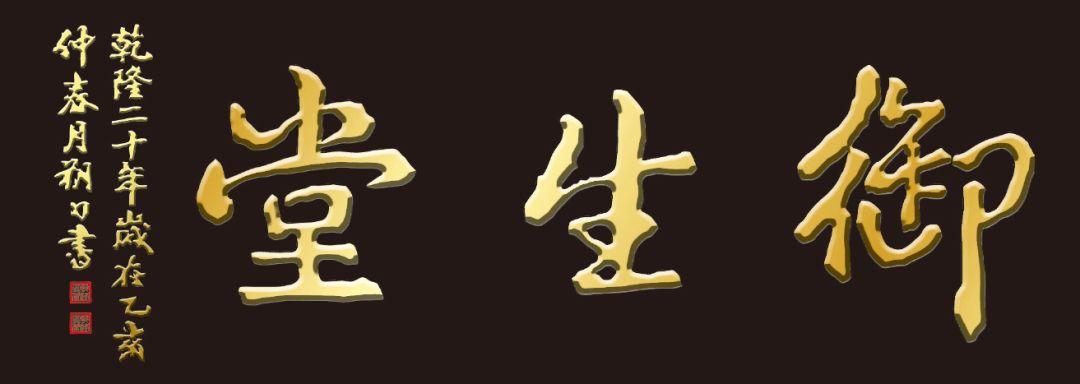 御生堂
乾隆二十年歲在乙亥
仲春月朔日書